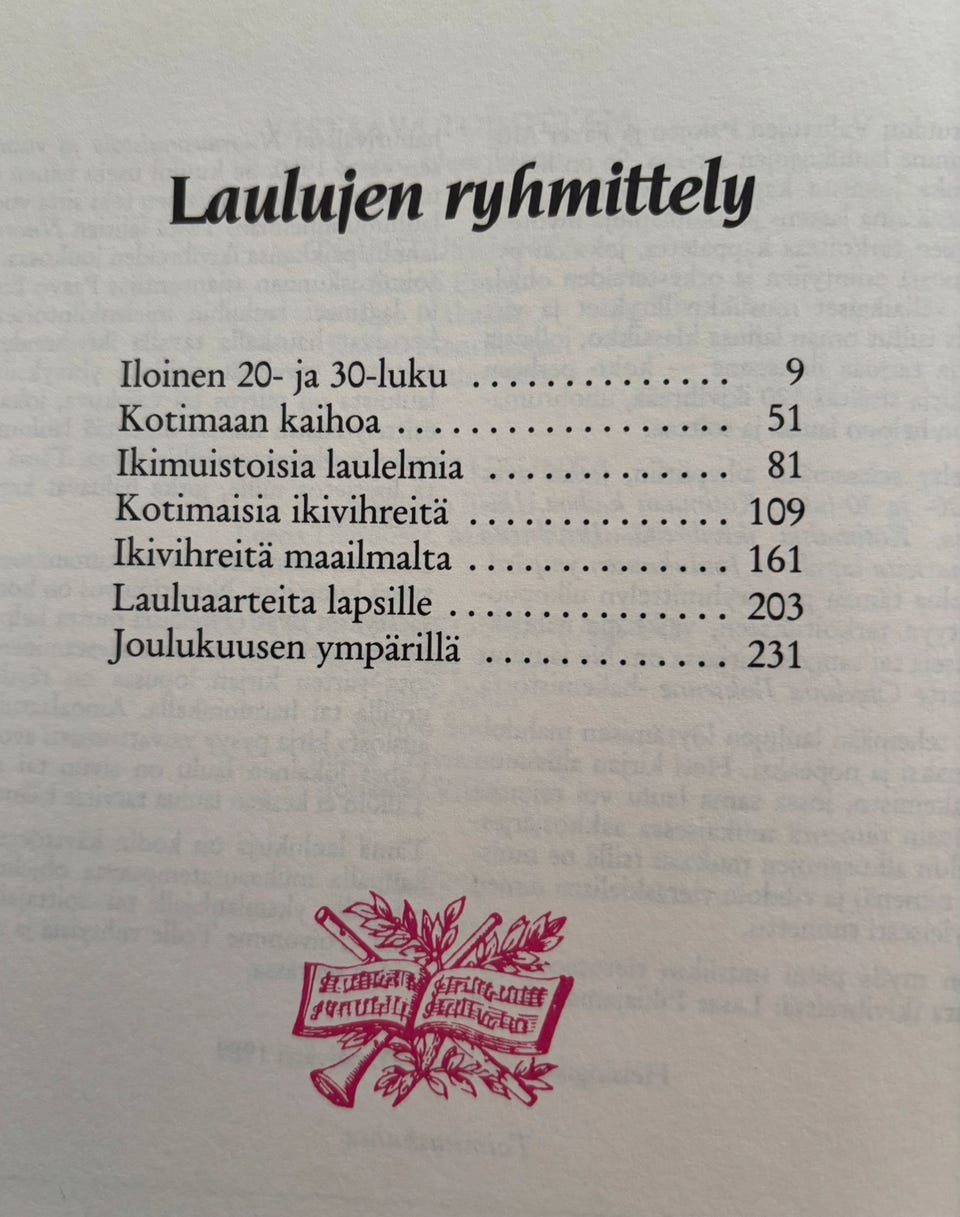 Laulujen ryhmittely
Iloinen 20- ja 30-luku ................ 9
Kotimaan kaihoa .................. 51
Ikimuistoisia laulelmia ............. 81
Kotimaisia ikivihreitä .............. 109
Ikivihreitä maailmalta .............. 161
Lauluaarteita lapsille ............... 203
Joulukuusen ympärillä ............. 231